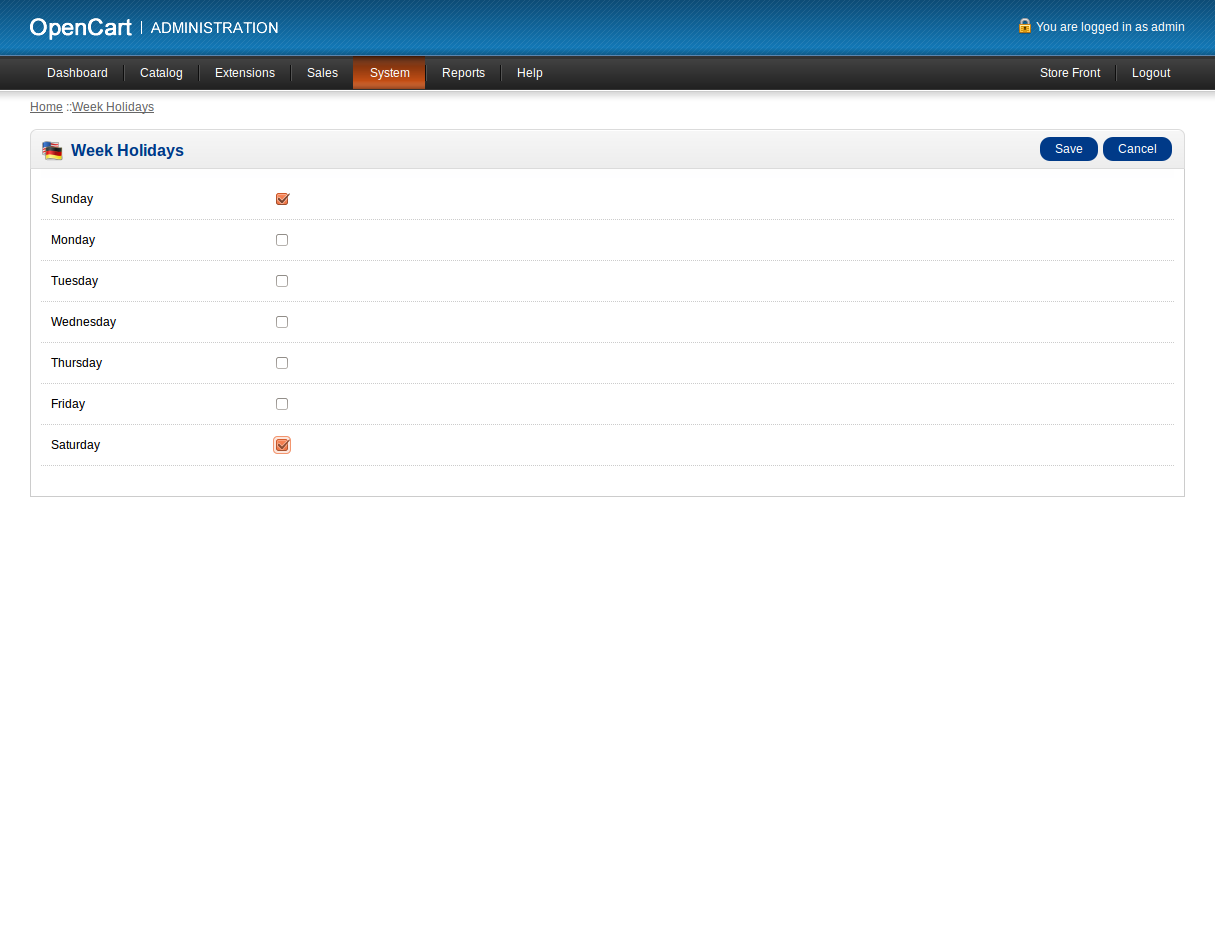 OpenCart | ADMINISTRATION
You are logged in as admin
Dashboard Catalog Extensions Sales System Reports Help Store Front Logout
Home ::Week Holidays
Week Holidays Save Cancel
Sunday
Monday
Tuesday
Wednesday
Thursday
Friday
Saturday